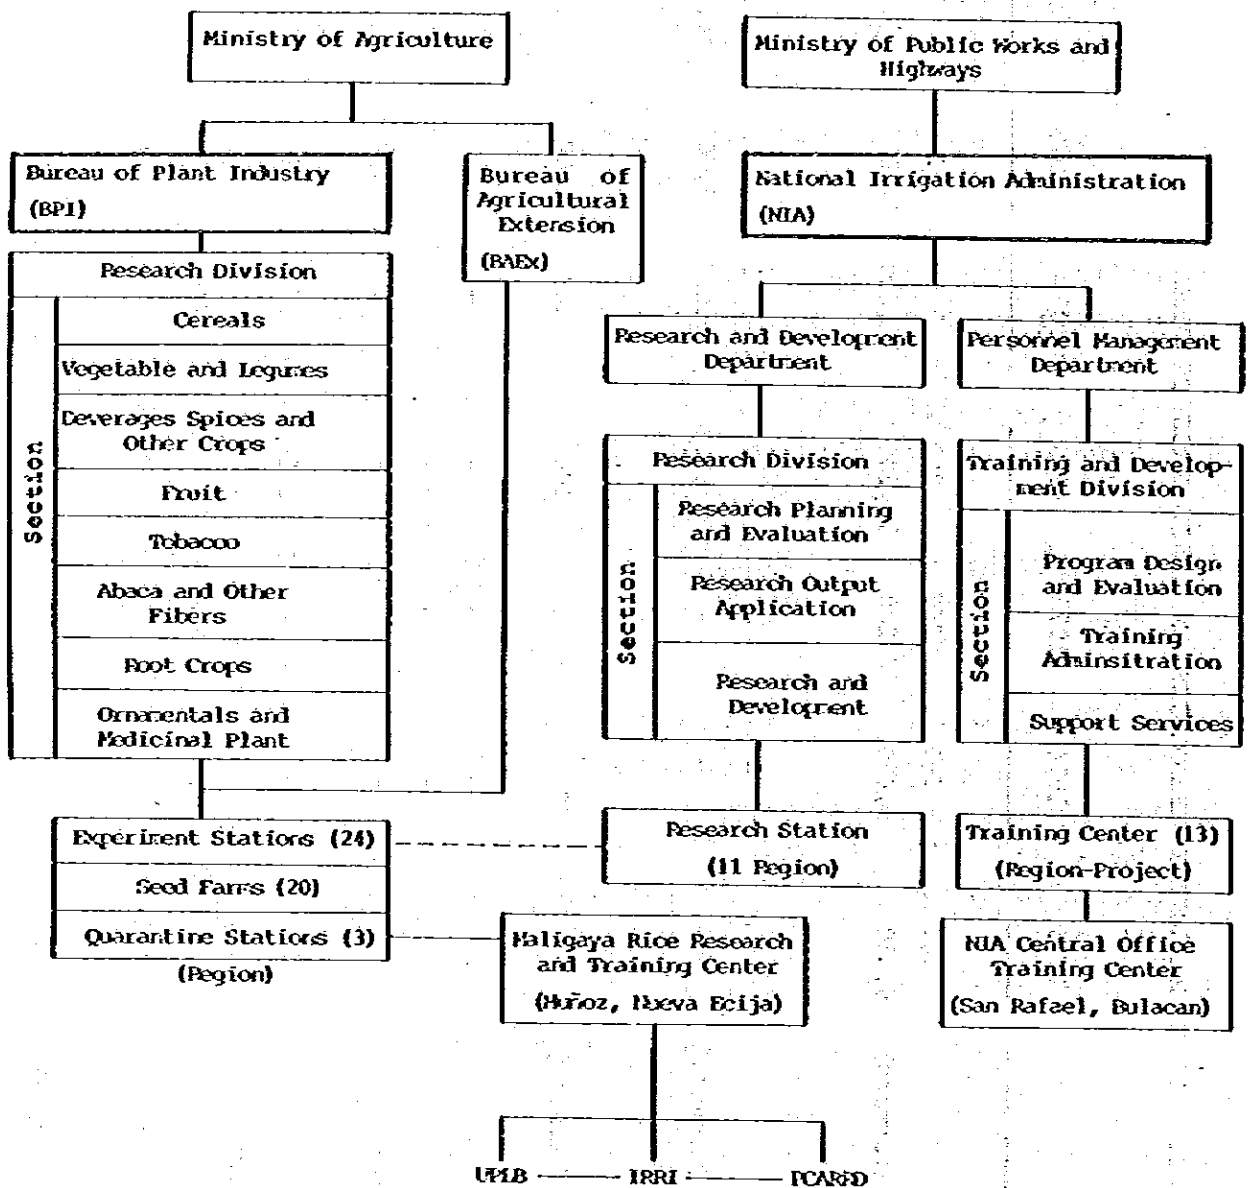 Ministry of Agriculture
Ministry of Public Works and
Highways
Bureau of Plant Industry
(BPI)
Bureau of
Agricultural
Extension
(BAEx)
National Irrigation Administration
(NIA)
Research Division
Section
Cereals
Vegetable and Legumes
Beverages Spices and
Other Crops
Fruit
Tobacco
Abaca and Other
Fibers
Root Crops
Ornamentals and
Medicinal Plant
Research and Development
Department
Personnel Management
Department
Research Division
Section
Research Planning
and Evaluation
Research Output
Application
Research and
Development
Training and Develop-
ment Division
Section
Program Design
and Evaluation
Training
Adminsitration
Support Services
Experiment Stations (24)
Seed Farms (20)
Quarantine Stations (3)
(Region)
Research Station
(11 Region)
Training Center (13)
(Region-Project)
Maligaya Rice Research
and Training Center
(Muñoz, Nueva Ecija)
NIA Central Office
Training Center
(San Rafael, Bulacan)
UPLB IRRI PCARRD